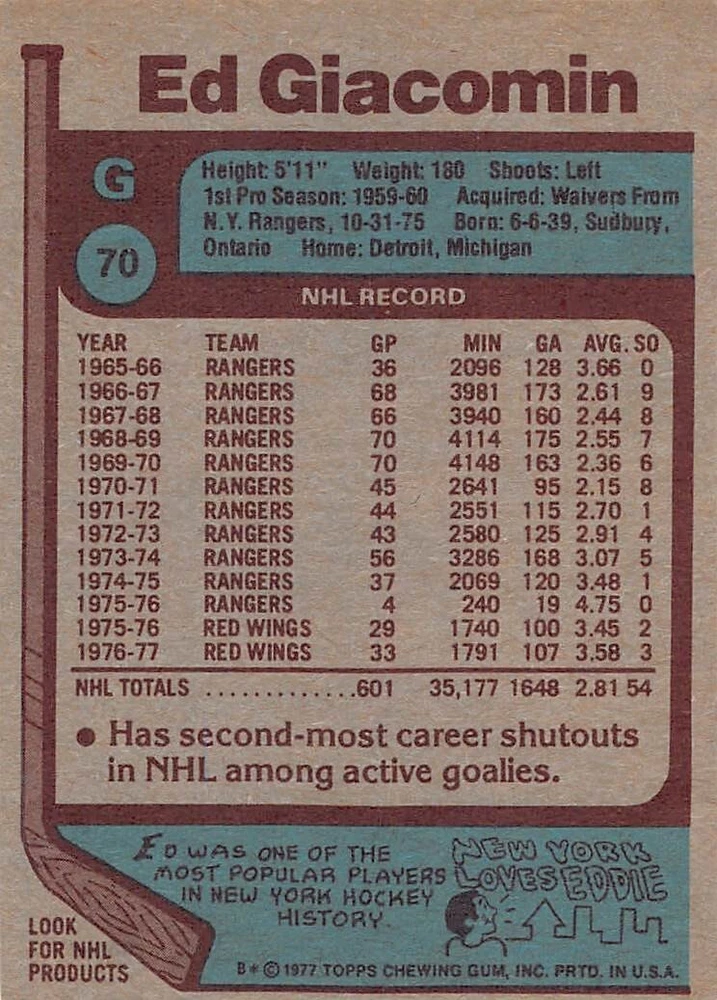 Ed Giacomin
G
70
Height: 5'11" Weight: 180 Shoots: Left
1st Pro Season: 1959-60 Acquired: Waivers From
N.Y. Rangers, 10-31-75 Born: 6-6-39, Sudbury,
Ontario Home: Detroit, Michigan
NHL RECORD
YEAR TEAM GP MIN GA AVG. SO
1965-66 RANGERS 36 2096 128 3.66 0
1966-67 RANGERS 68 3981 173 2.61 9
1967-68 RANGERS 66 3940 160 2.44 8
1968-69 RANGERS 70 4114 175 2.55 7
1969-70 RANGERS 70 4148 163 2.36 6
1970-71 RANGERS 45 2641 95 2.15 8
1971-72 RANGERS 44 2551 115 2.70 1
1972-73 RANGERS 43 2580 125 2.91 4
1973-74 RANGERS 56 3286 168 3.07 5
1974-75 RANGERS 37 2069 120 3.48 1
1975-76 RANGERS 4 240 19 4.75 0
1975-76 RED WINGS 29 1740 100 3.45 2
1976-77 RED WINGS 33 1791 107 3.58 3
NHL TOTALS .............601 35,177 1648 2.81 54
• Has second-most career shutouts
in NHL among active goalies.
ED WAS ONE OF THE
MOST POPULAR PLAYERS
IN NEW YORK HOCKEY
HISTORY.
NEW YORK
LOVES EDDIE
LOOK
FOR NHL
PRODUCTS
B* © 1977 TOPPS CHEWING GUM, INC. PRTD. IN U.S.A.